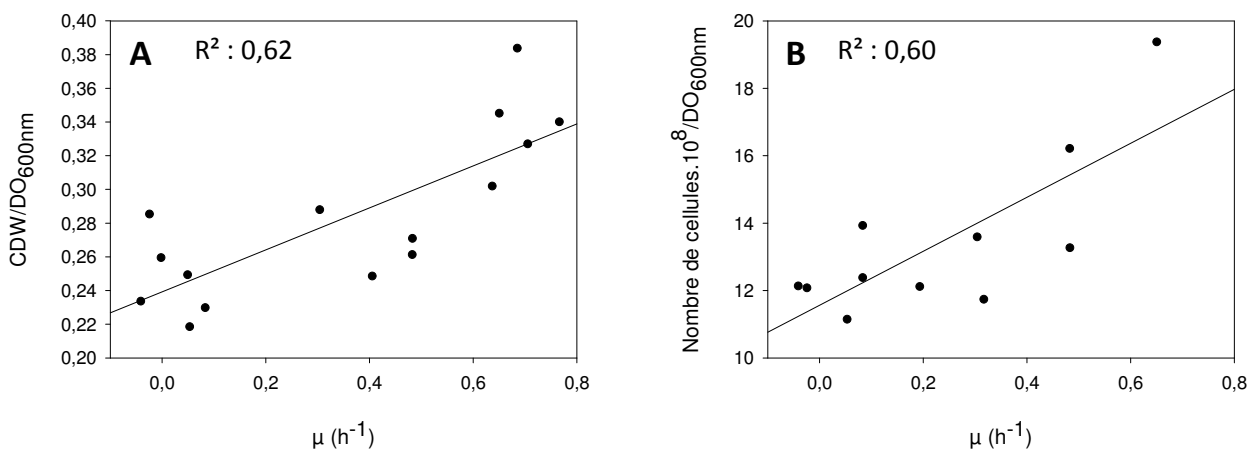 A
R² : 0,62
0,40
0,38
0,36
0,34
0,32
0,30
0,28
0,26
0,24
0,22
0,20
CDW/DO600nm
0,0 0,2 0,4 0,6 0,8
µ (h-1)
B
R² : 0,60
20
18
16
14
12
10
Nombre de cellules.10^8/DO600nm
0,0 0,2 0,4 0,6 0,8
µ (h-1)